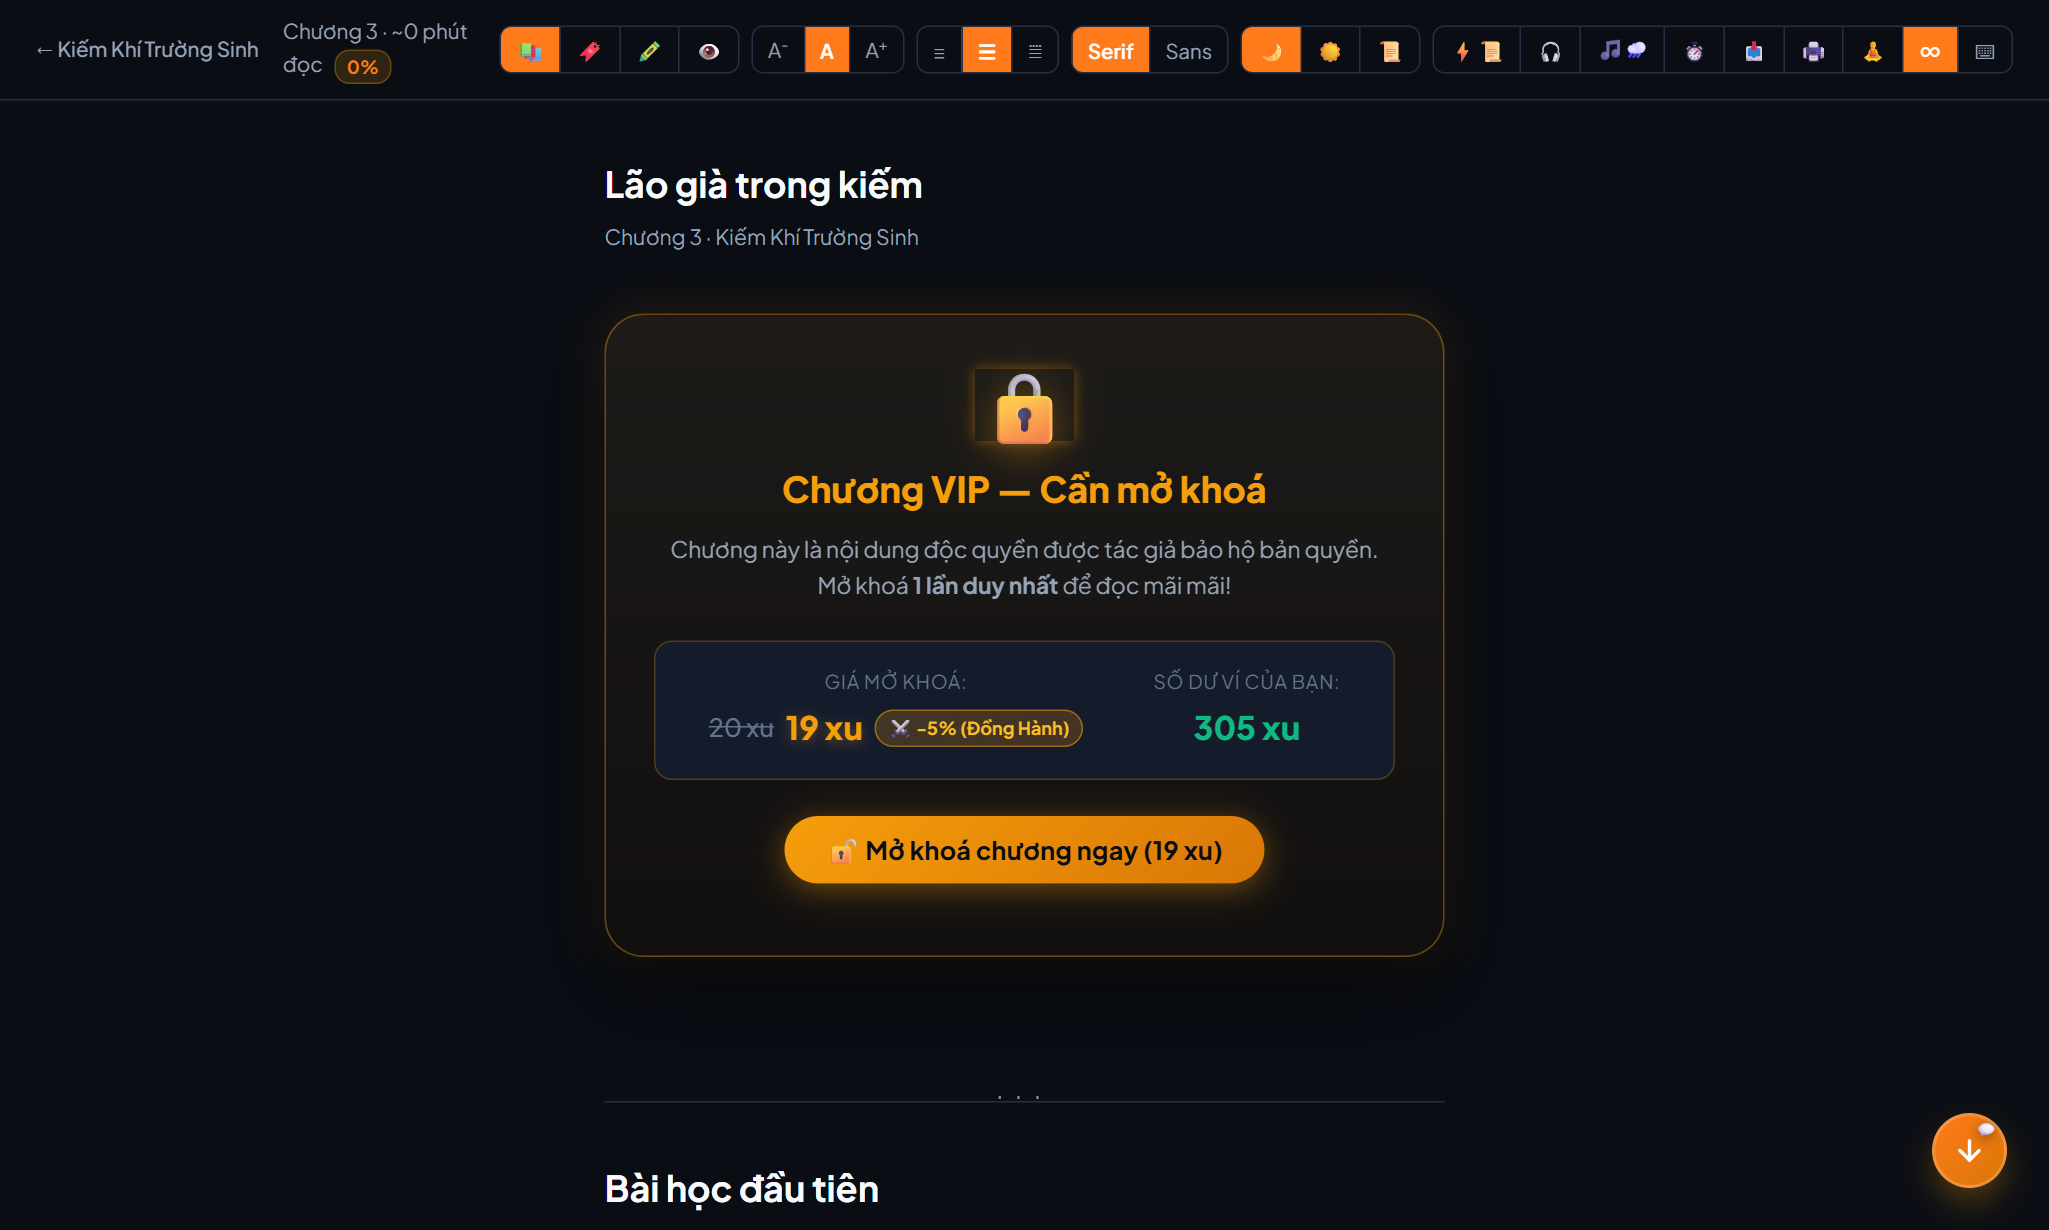 ← Kiếm Khí Trường Sinh
Chương 3 · ~0 phút
đọc 0%
A- A A+
Serif Sans
Lão già trong kiếm
Chương 3 · Kiếm Khí Trường Sinh
Chương VIP — Cần mở khoá
Chương này là nội dung độc quyền được tác giả bảo hộ bản quyền.
Mở khoá 1 lần duy nhất để đọc mãi mãi!
GIÁ MỞ KHOÁ:
20 xu 19 xu ⚔️ -5% (Đồng Hành)
SỐ DƯ VÍ CỦA BẠN:
305 xu
🔓 Mở khoá chương ngay (19 xu)
· · ·
Bài học đầu tiên